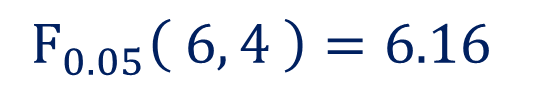 F₀.₀₅( 6,4 ) = 6.16